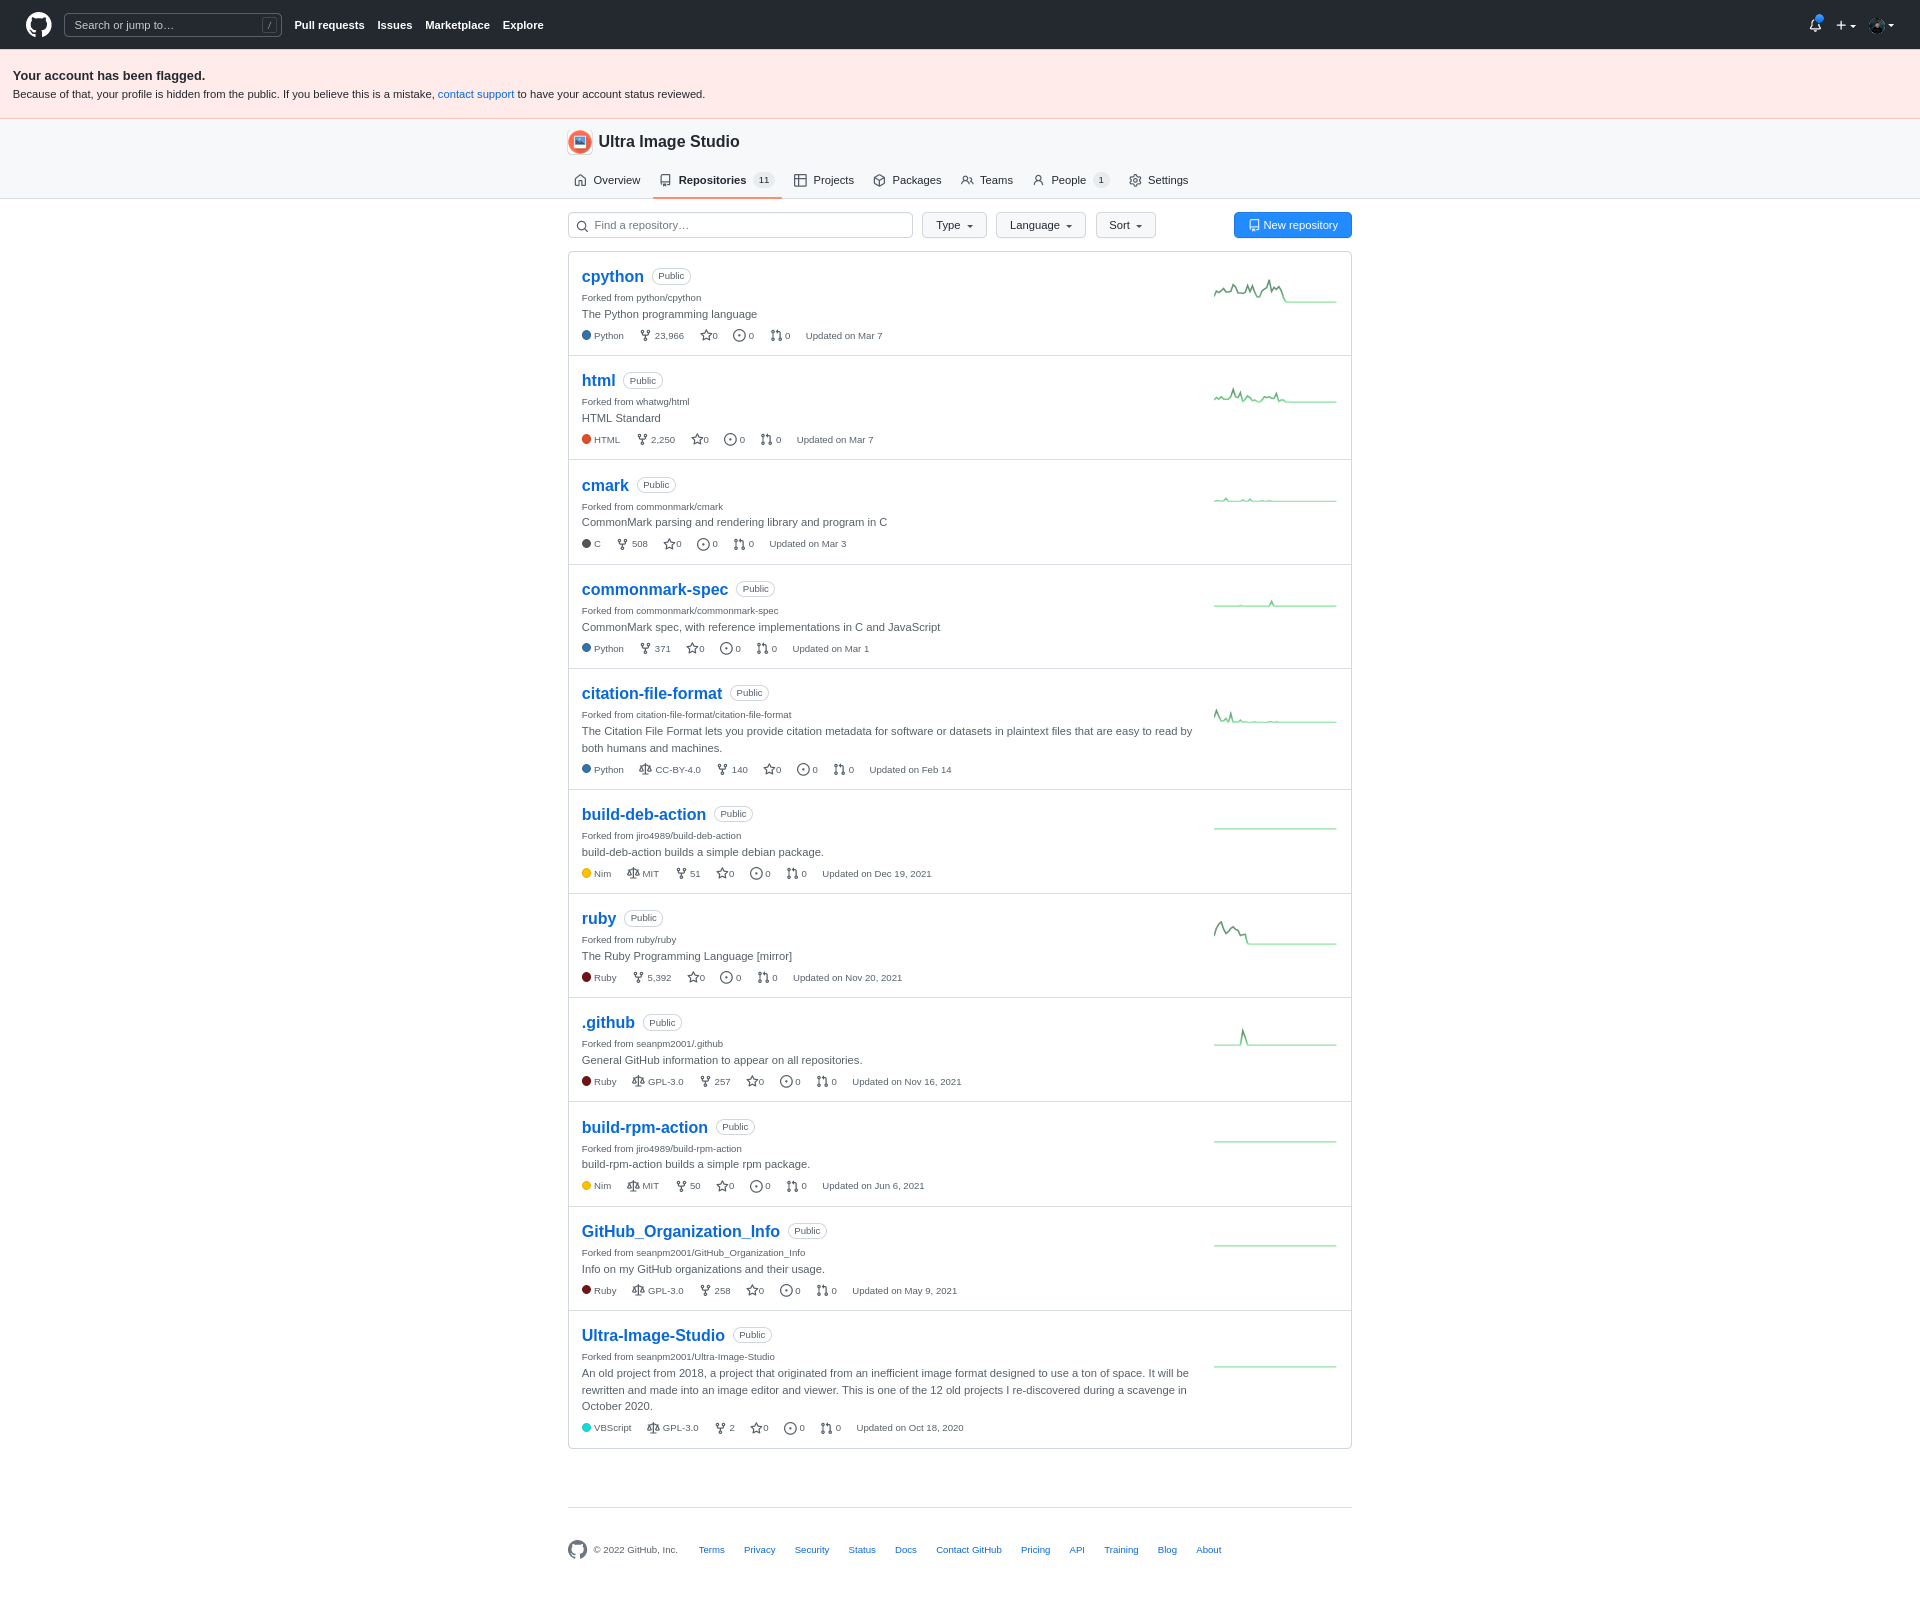 Search or jump to… /
Pull requests Issues Marketplace Explore
Your account has been flagged.
Because of that, your profile is hidden from the public. If you believe this is a mistake, contact support to have your account status reviewed.
Ultra Image Studio
Overview Repositories 11 Projects Packages Teams People 1 Settings
Find a repository… Type Language Sort New repository
cpython Public
Forked from python/cpython
The Python programming language
Python 23,966 0 0 0 Updated on Mar 7
html Public
Forked from whatwg/html
HTML Standard
HTML 2,250 0 0 0 Updated on Mar 7
cmark Public
Forked from commonmark/cmark
CommonMark parsing and rendering library and program in C
C 508 0 0 0 Updated on Mar 3
commonmark-spec Public
Forked from commonmark/commonmark-spec
CommonMark spec, with reference implementations in C and JavaScript
Python 371 0 0 0 Updated on Mar 1
citation-file-format Public
Forked from citation-file-format/citation-file-format
The Citation File Format lets you provide citation metadata for software or datasets in plaintext files that are easy to read by
both humans and machines.
Python CC-BY-4.0 140 0 0 0 Updated on Feb 14
build-deb-action Public
Forked from jiro4989/build-deb-action
build-deb-action builds a simple debian package.
Nim MIT 51 0 0 0 Updated on Dec 19, 2021
ruby Public
Forked from ruby/ruby
The Ruby Programming Language [mirror]
Ruby 5,392 0 0 0 Updated on Nov 20, 2021
.github Public
Forked from seanpm2001/.github
General GitHub information to appear on all repositories.
Ruby GPL-3.0 257 0 0 0 Updated on Nov 16, 2021
build-rpm-action Public
Forked from jiro4989/build-rpm-action
build-rpm-action builds a simple rpm package.
Nim MIT 50 0 0 0 Updated on Jun 6, 2021
GitHub_Organization_Info Public
Forked from seanpm2001/GitHub_Organization_Info
Info on my GitHub organizations and their usage.
Ruby GPL-3.0 258 0 0 0 Updated on May 9, 2021
Ultra-Image-Studio Public
Forked from seanpm2001/Ultra-Image-Studio
An old project from 2018, a project that originated from an inefficient image format designed to use a ton of space. It will be
rewritten and made into an image editor and viewer. This is one of the 12 old projects I re-discovered during a scavenge in
October 2020.
VBScript GPL-3.0 2 0 0 0 Updated on Oct 18, 2020
© 2022 GitHub, Inc. Terms Privacy Security Status Docs Contact GitHub Pricing API Training Blog About